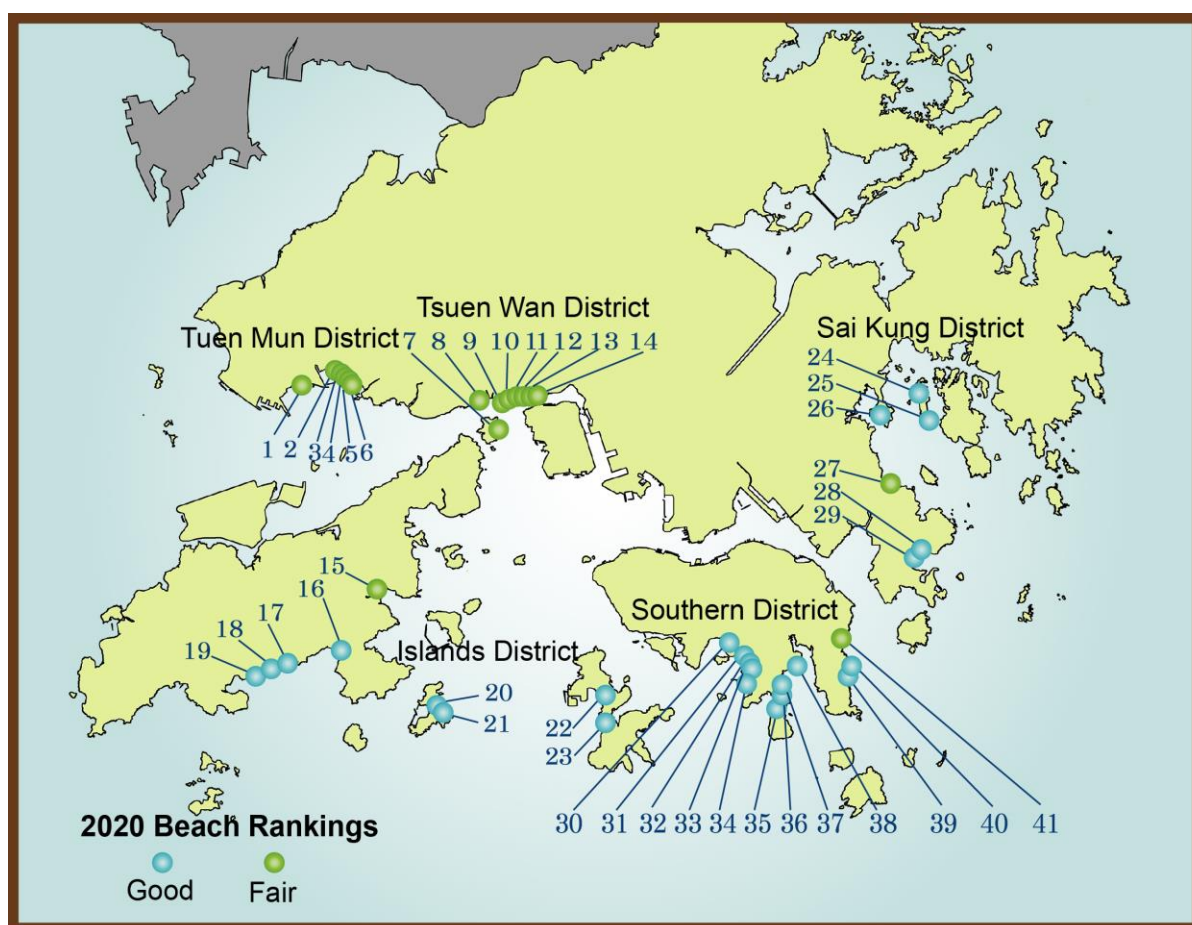 Tsuen Wan District
Tuen Mun District
7 8 9 10 11 12 13 14
Sai Kung District
24
25
26
1 2 3 4 5 6
27
28
29
15
16
17
18
19
Southern District
Islands District
20
21
22
23
30 31 32 33 34 35 36 37 38 39 40 41
2020 Beach Rankings
Good
Fair